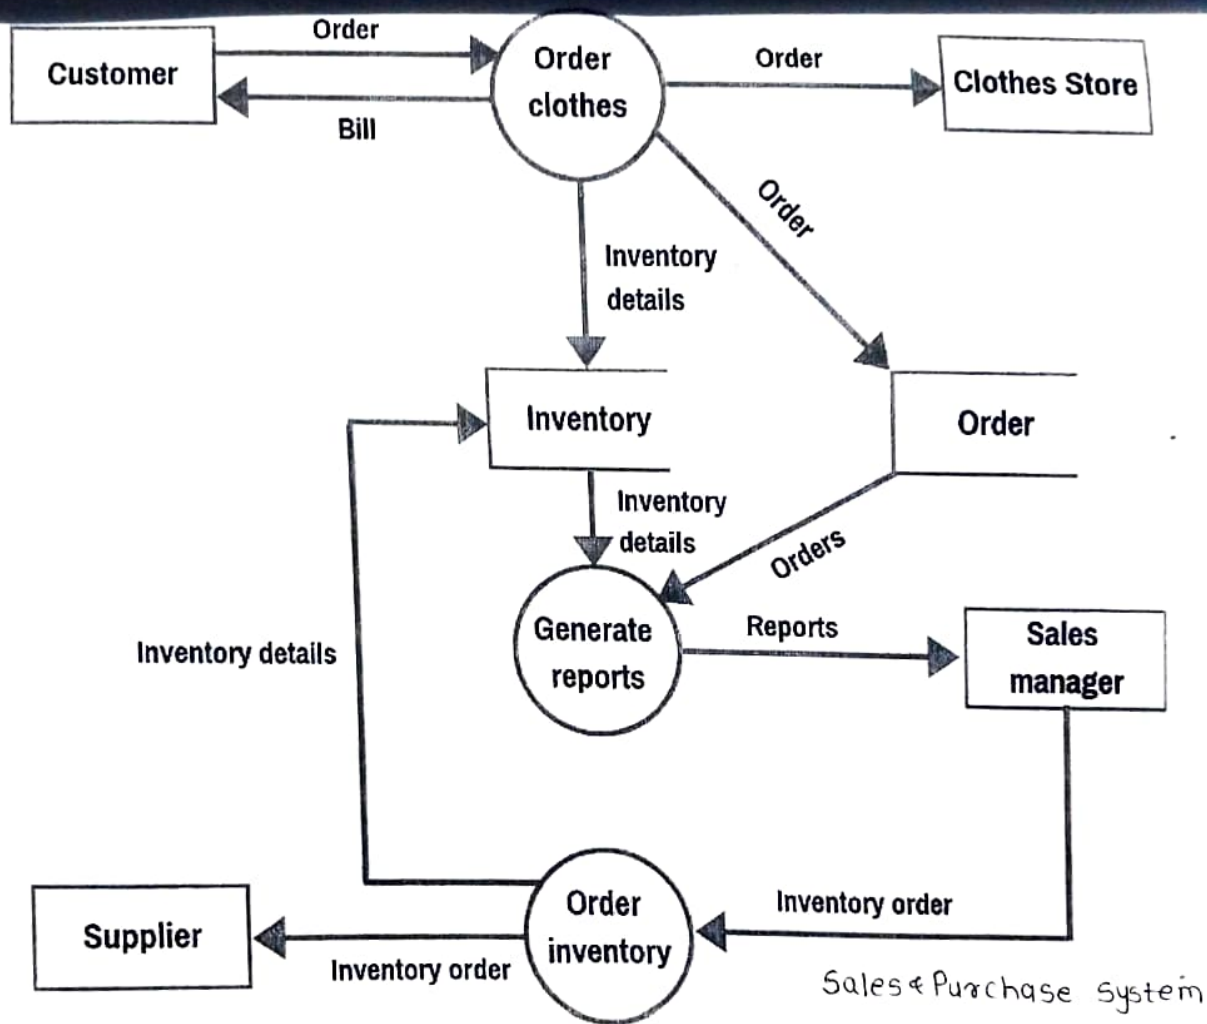 Order
Customer
Bill
Order
clothes
Order
Clothes Store
Order
Inventory
details
Inventory
Order
Inventory
details
Orders
Generate
reports
Reports
Sales
manager
Inventory details
Order
inventory
Inventory order
Supplier
Inventory order
Sales & Purchase System